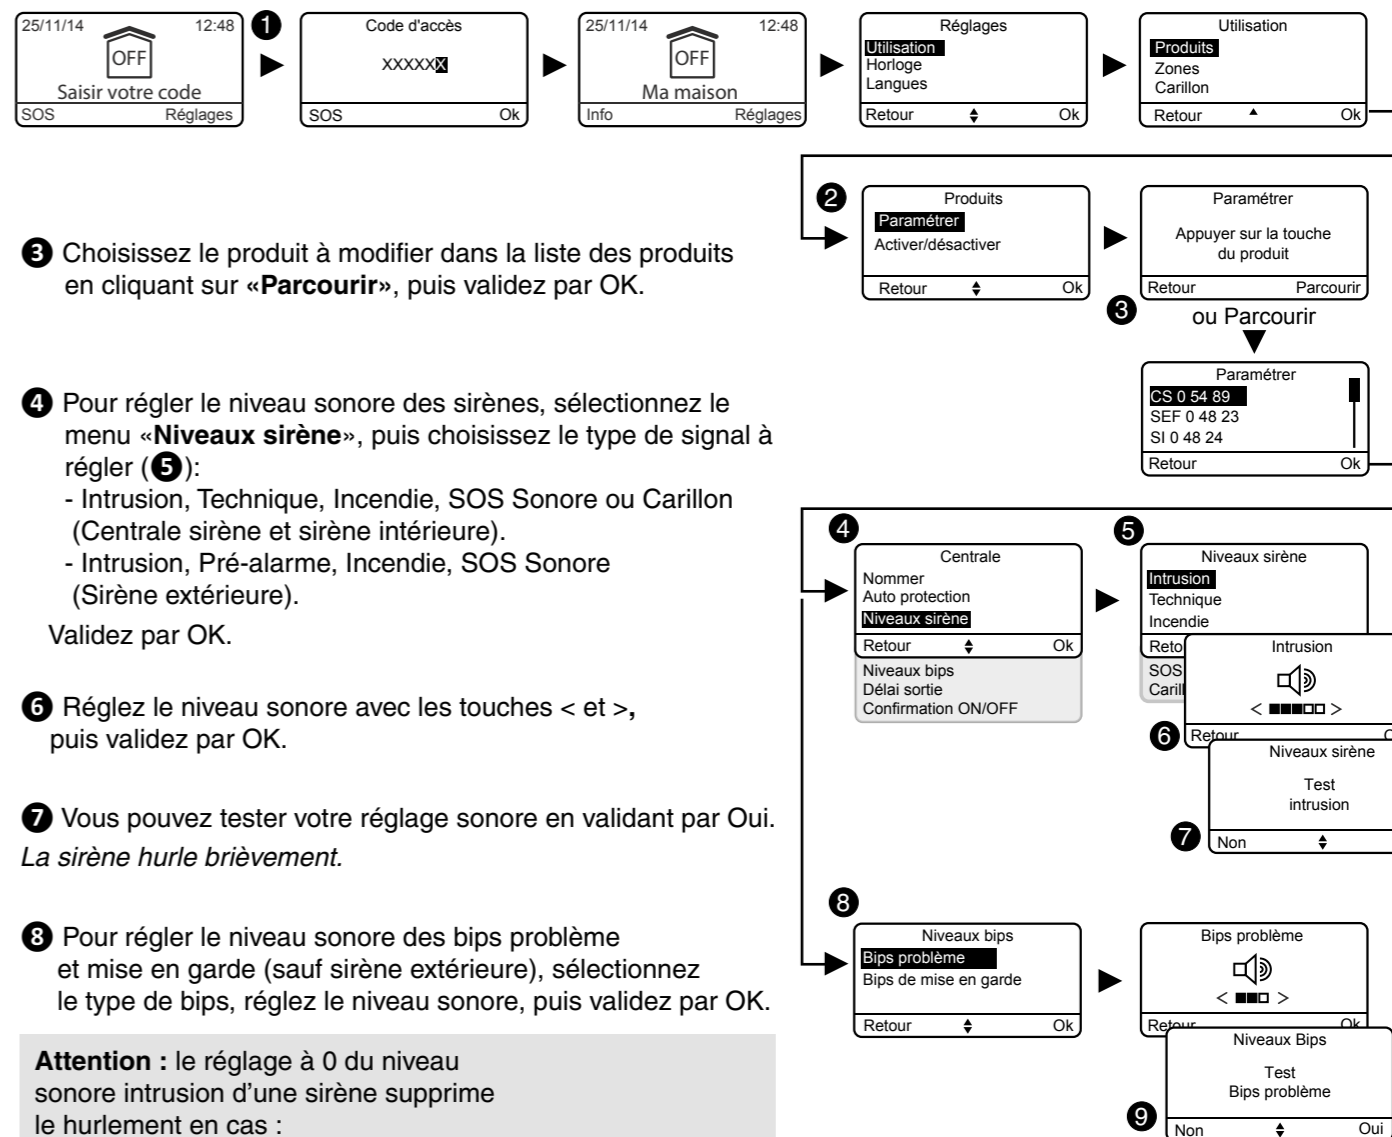 25/11/14 12:48
OFF
Saisir votre code
SOS Réglages
1
Code d'accès
XXXXXX
SOS Ok
25/11/14 12:48
OFF
Ma maison
Info Réglages
Réglages
Utilisation
Horloge
Langues
Retour Ok
Utilisation
Produits
Zones
Carillon
Retour Ok
2
Produits
Paramétrer
Activer/désactiver
Retour Ok
Paramétrer
Appuyer sur la touche
du produit
Retour Parcourir
3
ou Parcourir
Paramétrer
CS 0 54 89
SEF 0 48 23
SI 0 48 24
Retour Ok
3 Choisissez le produit à modifier dans la liste des produits
en cliquant sur «Parcourir», puis validez par OK.
4 Pour régler le niveau sonore des sirènes, sélectionnez le
menu «Niveaux sirène», puis choisissez le type de signal à
régler (5):
- Intrusion, Technique, Incendie, SOS Sonore ou Carillon
(Centrale sirène et sirène intérieure).
- Intrusion, Pré-alarme, Incendie, SOS Sonore
(Sirène extérieure).
Validez par OK.
6 Réglez le niveau sonore avec les touches < et >,
puis validez par OK.
7 Vous pouvez tester votre réglage sonore en validant par Oui.
La sirène hurle brièvement.
8 Pour régler le niveau sonore des bips problème
et mise en garde (sauf sirène extérieure), sélectionnez
le type de bips, réglez le niveau sonore, puis validez par OK.
Attention : le réglage à 0 du niveau
sonore intrusion d'une sirène supprime
le hurlement en cas :
4
Centrale
Nommer
Auto protection
Niveaux sirène
Retour Ok
Niveaux bips
Délai sortie
Confirmation ON/OFF
5
Niveaux sirène
Intrusion
Technique
Incendie
Reto
SOS
Carill
Intrusion
< >
6
Retour
Niveaux sirène
Test
intrusion
7
Non
8
Niveaux bips
Bips problème
Bips de mise en garde
Retour Ok
Bips problème
< >
Retour Ok
Niveaux Bips
Test
Bips problème
9
Non Oui